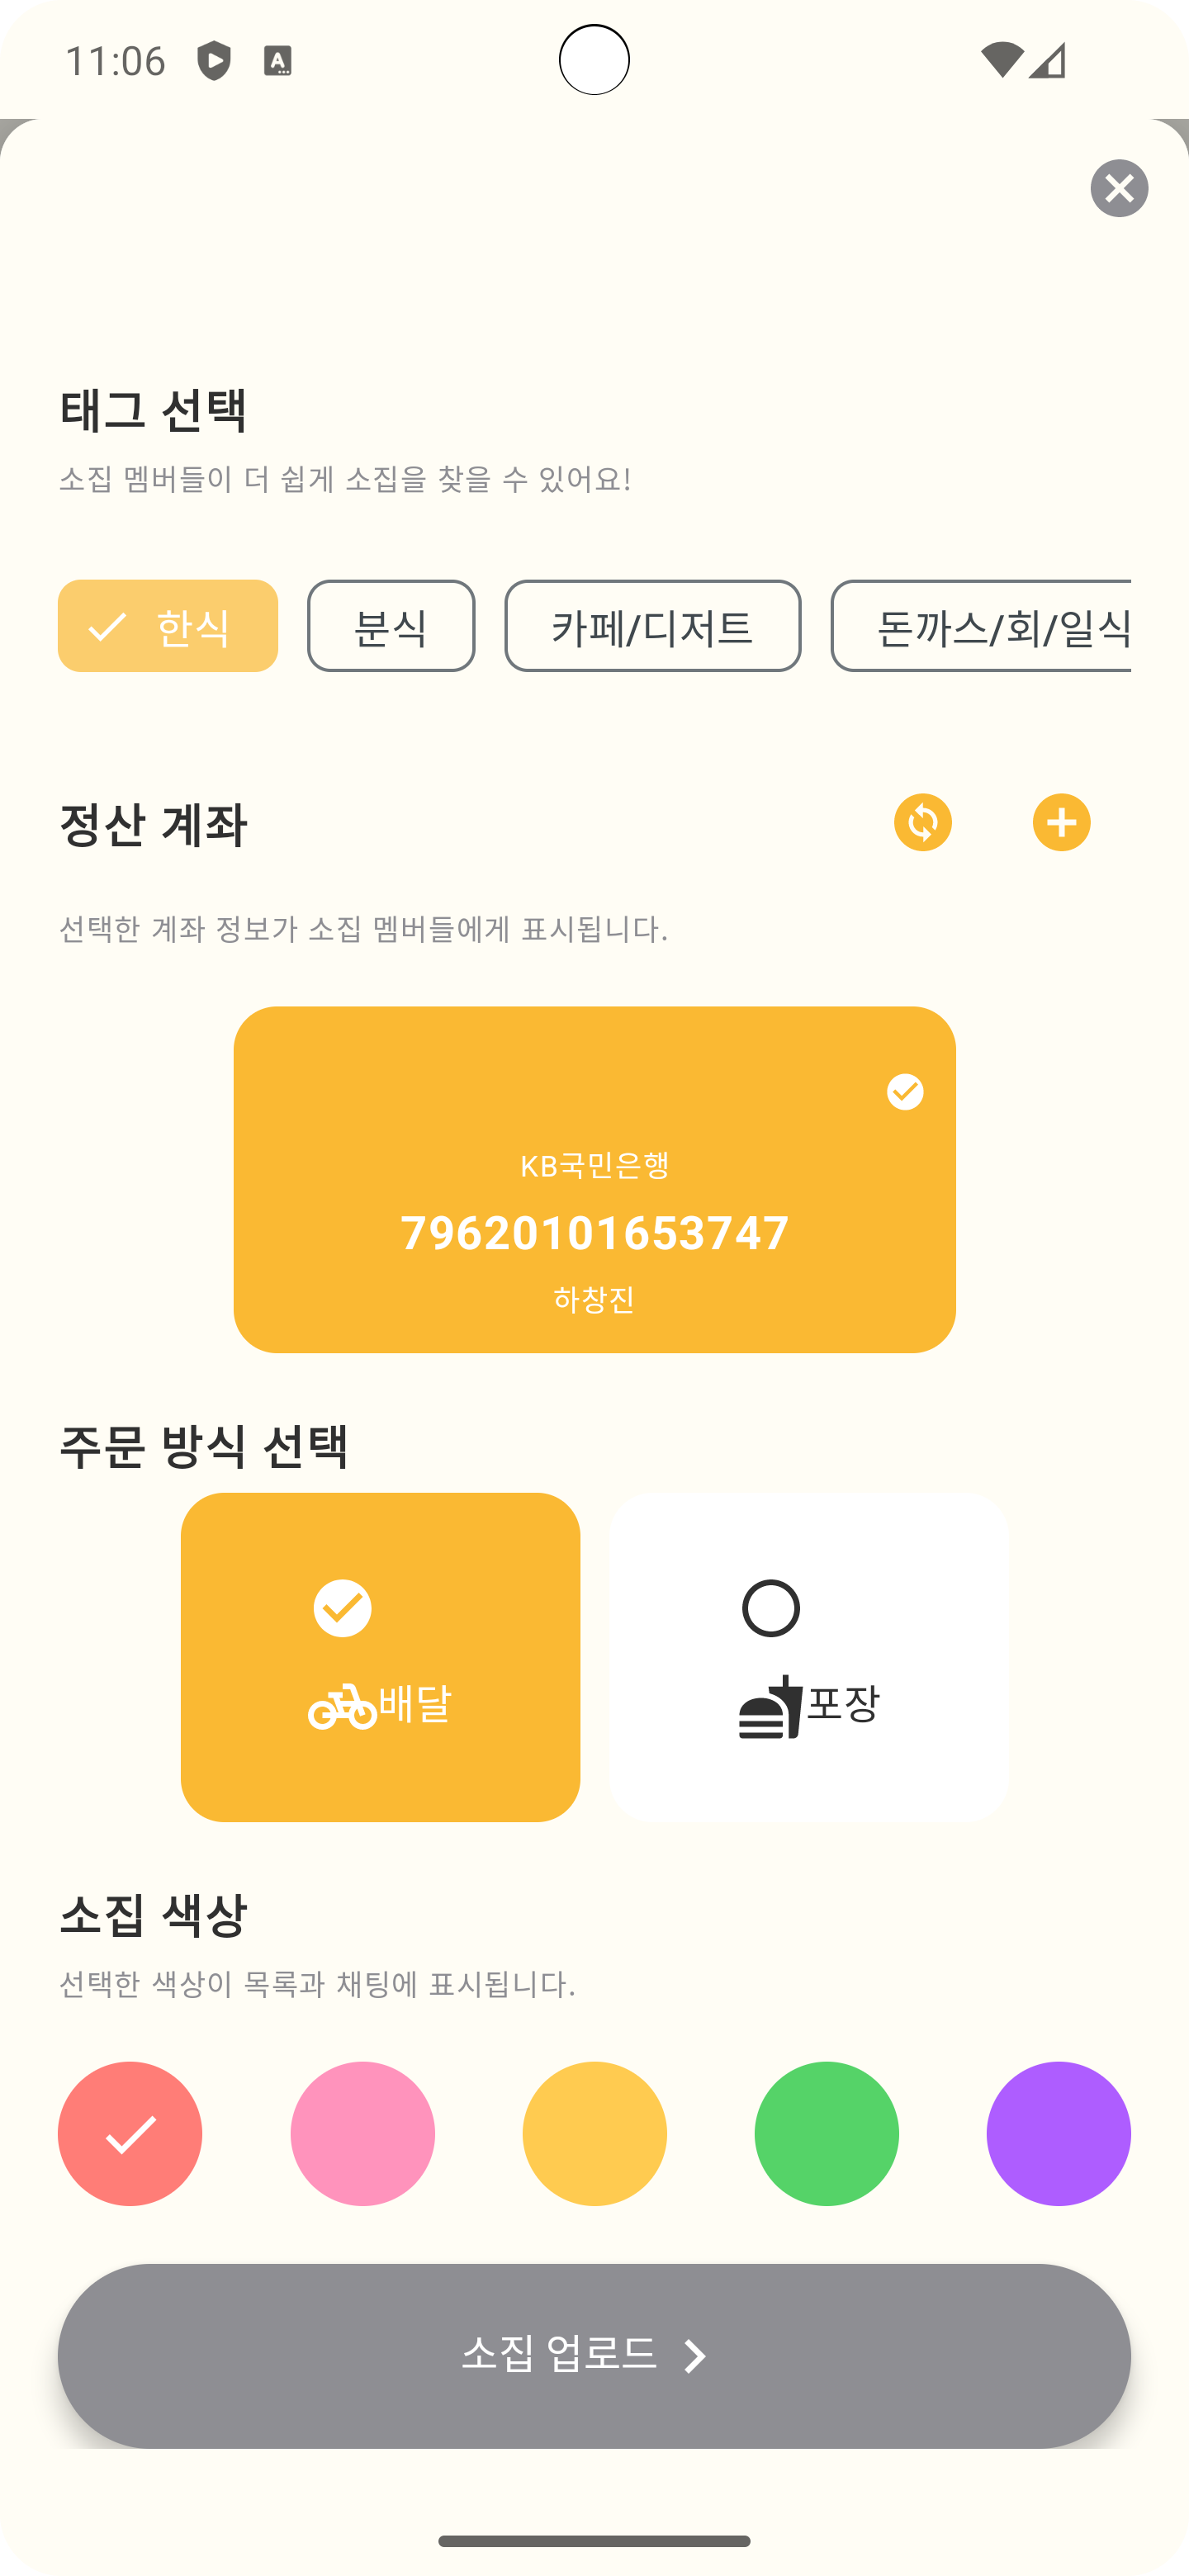 11:06
태그 선택
소집 멤버들이 더 쉽게 소집을 찾을 수 있어요!
한식 분식 카페/디저트 돈까스/회/일식
정산 계좌
선택한 계좌 정보가 소집 멤버들에게 표시됩니다.
KB국민은행
79620101653747
하창진
주문 방식 선택
배달 포장
소집 색상
선택한 색상이 목록과 채팅에 표시됩니다.
소집 업로드